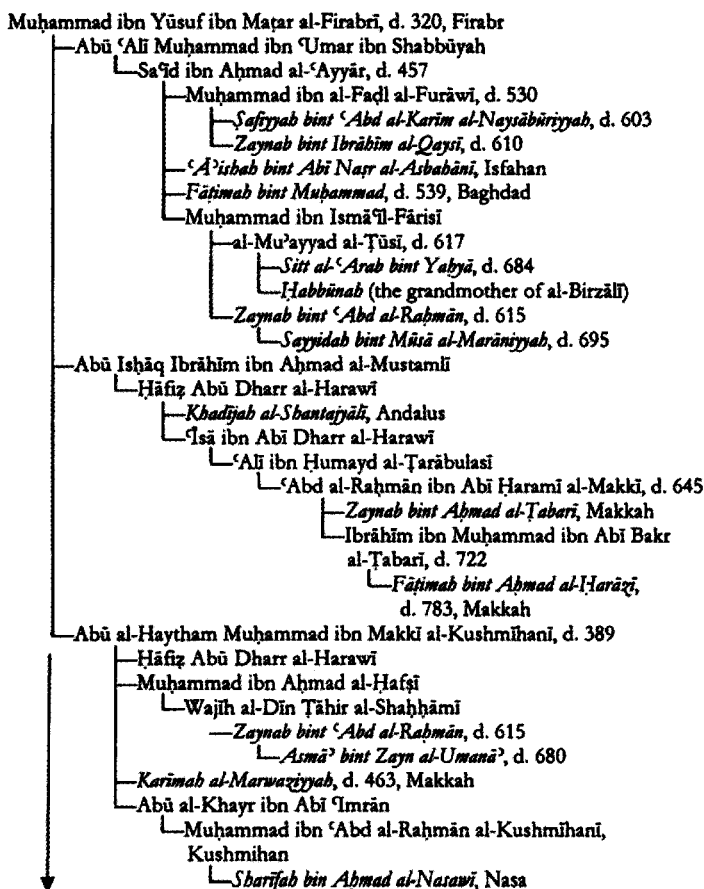 Muḥammad ibn Yūsuf ibn Maṭar al-Firabrī, d. 320, Firabr
Abū ʿAlī Muḥammad ibn ʿUmar ibn Shabbūyah
Saʿīd ibn Aḥmad al-ʿAyyār, d. 457
Muḥammad ibn al-Faḍl al-Furāwī, d. 530
Ṣafiyyah bint ʿAbd al-Karīm al-Naysābūriyyah, d. 603
Zaynab bint Ibrāhīm al-Qaysī, d. 610
ʿĀʾishah bint Abī Naṣr al-Aṣbahānī, Isfahan
Fāṭimah bint Muḥammad, d. 539, Baghdad
Muḥammad ibn Ismāʿīl-Fārisī
al-Muʾayyad al-Ṭūsī, d. 617
Sitt al-ʿArab bint Yaḥyā, d. 684
Ḥabbūnah (the grandmother of al-Birzālī)
Zaynab bint ʿAbd al-Raḥmān, d. 615
Sayyidah bint Mūsā al-Marāniyyah, d. 695
Abū Isḥāq Ibrāhīm ibn Aḥmad al-Mustamlī
Ḥāfiẓ Abū Dharr al-Harawī
Khadījah al-Shantajyālī, Andalus
ʿĪsā ibn Abī Dharr al-Harawī
ʿAlī ibn Ḥumayd al-Ṭarābulasī
ʿAbd al-Raḥmān ibn Abī Ḥaramī al-Makkī, d. 645
Zaynab bint Aḥmad al-Ṭabarī, Makkah
Ibrāhīm ibn Muḥammad ibn Abī Bakr
al-Ṭabarī, d. 722
Fāṭimah bint Aḥmad al-Ḥarāzī,
d. 783, Makkah
Abū al-Haytham Muḥammad ibn Makkī al-Kushmīhanī, d. 389
Ḥāfiẓ Abū Dharr al-Harawī
Muḥammad ibn Aḥmad al-Ḥafṣī
Wajīh al-Dīn Ṭāhir al-Shaḥḥāmī
Zaynab bint ʿAbd al-Raḥmān, d. 615
Asmāʾ bint Zayn al-Umanāʾ, d. 680
Karīmah al-Marwaziyyah, d. 463, Makkah
Abū al-Khayr ibn Abī ʿImrān
Muḥammad ibn ʿAbd al-Raḥmān al-Kushmīhanī,
Kushmihan
Sharīfah bin Aḥmad al-Nasawī, Nasa